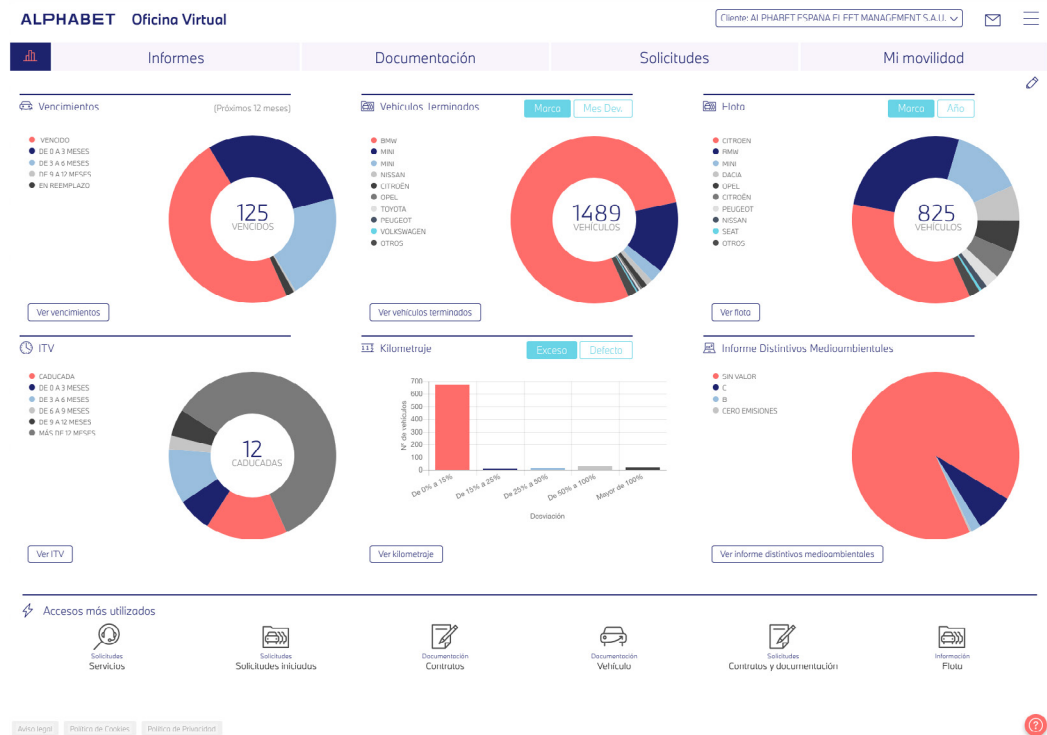 ALPHABET Oficina Virtual
Cliente: ALPHABET ESPANA FLEET MANAGEMENT S.A.U.
Informes
Documentación
Solicitudes
Mi movilidad
Vencimientos
(Próximos 12 meses)
VENCIDO
DE 0 A 3 MESES
DE 3 A 6 MESES
DE 9 A 12 MESES
EN REEMPLAZO
125
VENCIDOS
Ver vencimientos
Vehículos Terminados
Marca
Mes Dev.
BMW
MINI
MINI
NISSAN
CITROËN
OPEL
TOYOTA
PEUGEOT
VOLKSWAGEN
OTROS
1489
VEHÍCULOS
Ver vehículos terminados
Flota
Marca
Año
CITROEN
BMW
MINI
DACIA
OPEL
CITROËN
PEUGEOT
NISSAN
SEAT
OTROS
825
VEHÍCULOS
Ver flota
ITV
CADUCADA
DE 0 A 3 MESES
DE 3 A 6 MESES
DE 6 A 9 MESES
DE 9 A 12 MESES
MÁS DE 12 MESES
12
CADUCADAS
Ver ITV
Kilometraje
Exceso
Defecto
700
600
500
400
300
200
100
0
Nº de vehículos
De 0% a 15%
De 15% a 25%
De 25% a 50%
De 50% a 100%
Mayor de 100%
Desviación
Ver kilometraje
Informe Distintivos Medioambientales
SIN VALOR
C
B
CERO EMISIONES
Ver informe distintivos medioambientales
Accesos más utilizados
Solicitudes
Servicios
Solicitudes
Solicitudes iniciadas
Documentación
Contratos
Documentación
Vehículo
Solicitudes
Contratos y documentación
Información
Flota
Aviso legal
Política de Cookies
Política de Privacidad
?